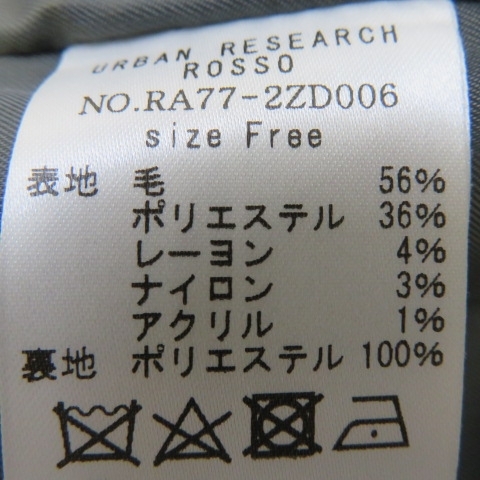 URBAN RESEARCH
ROSSO
NO.RA77-2ZD006
size Free
表地 毛 56%
ポリエステル 36%
レーヨン 4%
ナイロン 3%
アクリル 1%
裏地 ポリエステル 100%